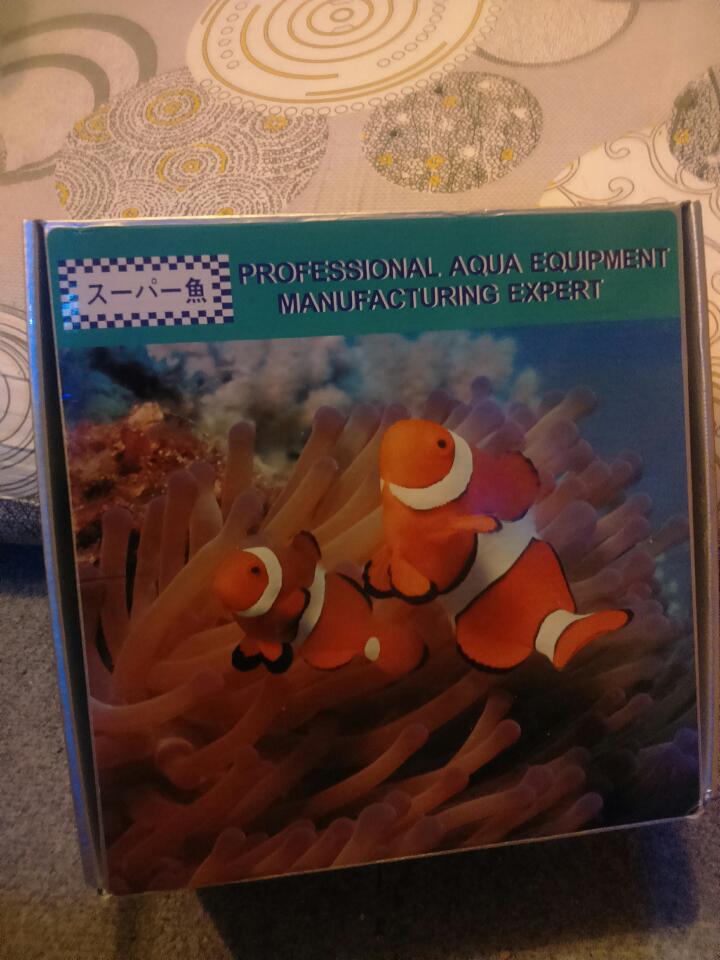 スーパー魚
PROFESSIONAL AQUA EQUIPMENT
MANUFACTURING EXPERT